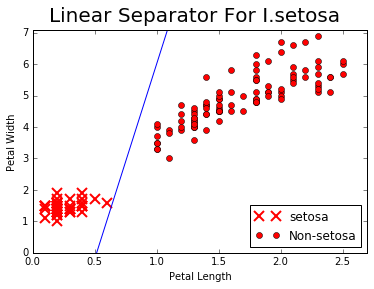 Linear Separator For I.setosa
Petal Width
7
6
5
4
3
2
1
0
0.0 0.5 1.0 1.5 2.0 2.5
Petal Length
setosa
Non-setosa